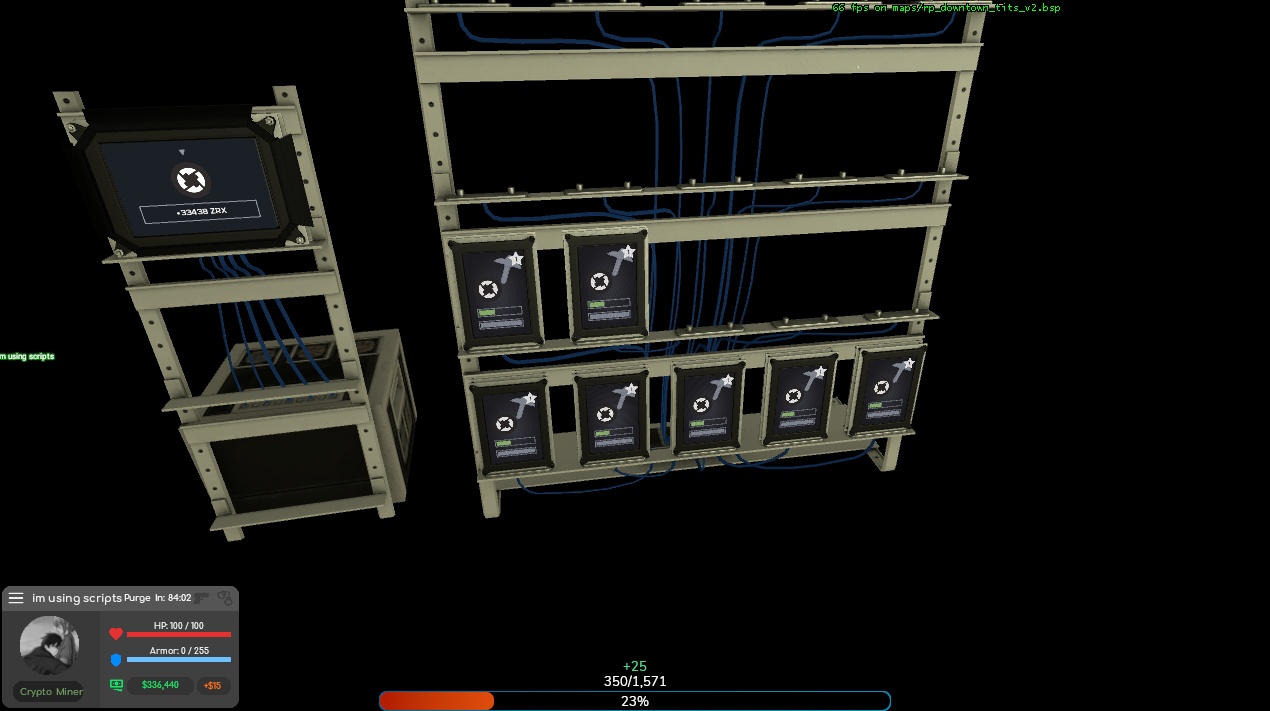 66 fps on maps/rp_downtown_tits_v2.bsp
+33438 ZRX
m using scripts
im using scripts Purge In: 84:02
HP: 100 / 100
Armor: 0 / 255
Crypto Miner
$336,440
+$15
+25
350/1,571
23%